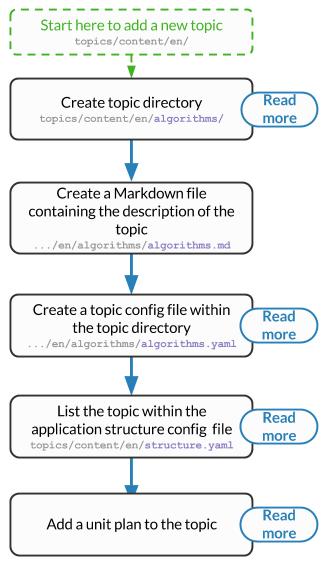 Start here to add a new topic
topics/content/en/
Create topic directory
topics/content/en/algorithms/
Read
more
Create a Markdown file
containing the description of the
topic
.../en/algorithms/algorithms.md
Create a topic config file within
the topic directory
.../en/algorithms/algorithms.yaml
Read
more
List the topic within the
application structure config file
topics/content/en/structure.yaml
Read
more
Add a unit plan to the topic
Read
more